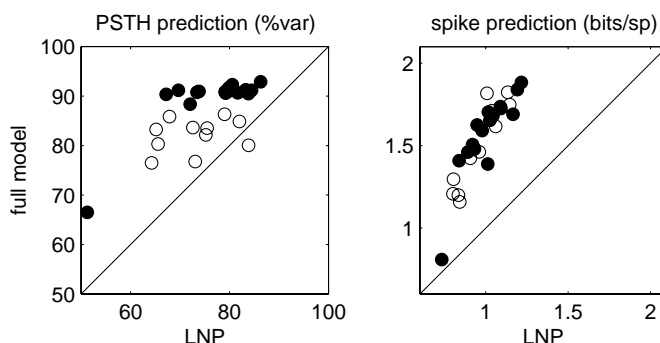 PSTH prediction (%var)
100
90
80
70
60
50
full model
60 80 100
LNP
spike prediction (bits/sp)
2
1.5
1
1 1.5 2
LNP